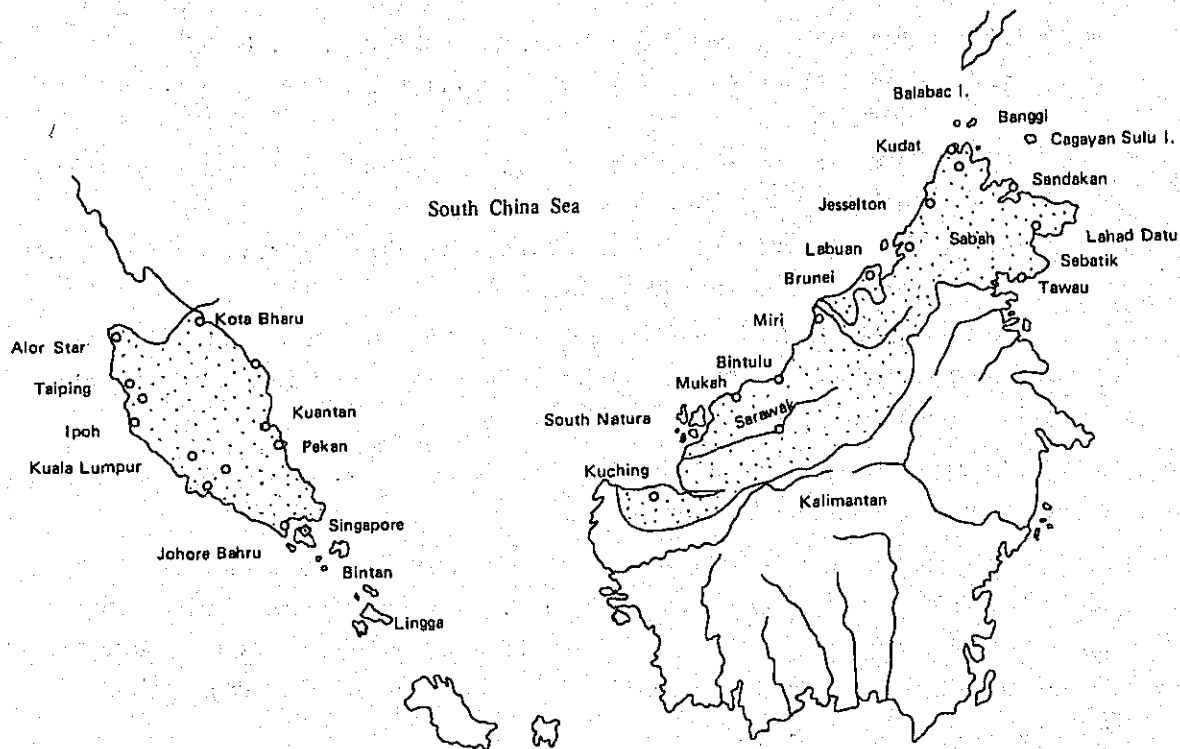 Balabac I.
Banggi
Kudat
Cagayan Sulu I.
Sandakan
South China Sea
Jesselton
Labuan
Sabah
Lahad Datu
Brunei
Sebatik
Tawau
Kota Bharu
Miri
Alor Star
Bintulu
Taiping
Mukah
Kuantan
South Natura
Sarawak
Ipoh
Pekan
Kuala Lumpur
Kuching
Kalimantan
Singapore
Johore Bahru
Bintan
Lingga